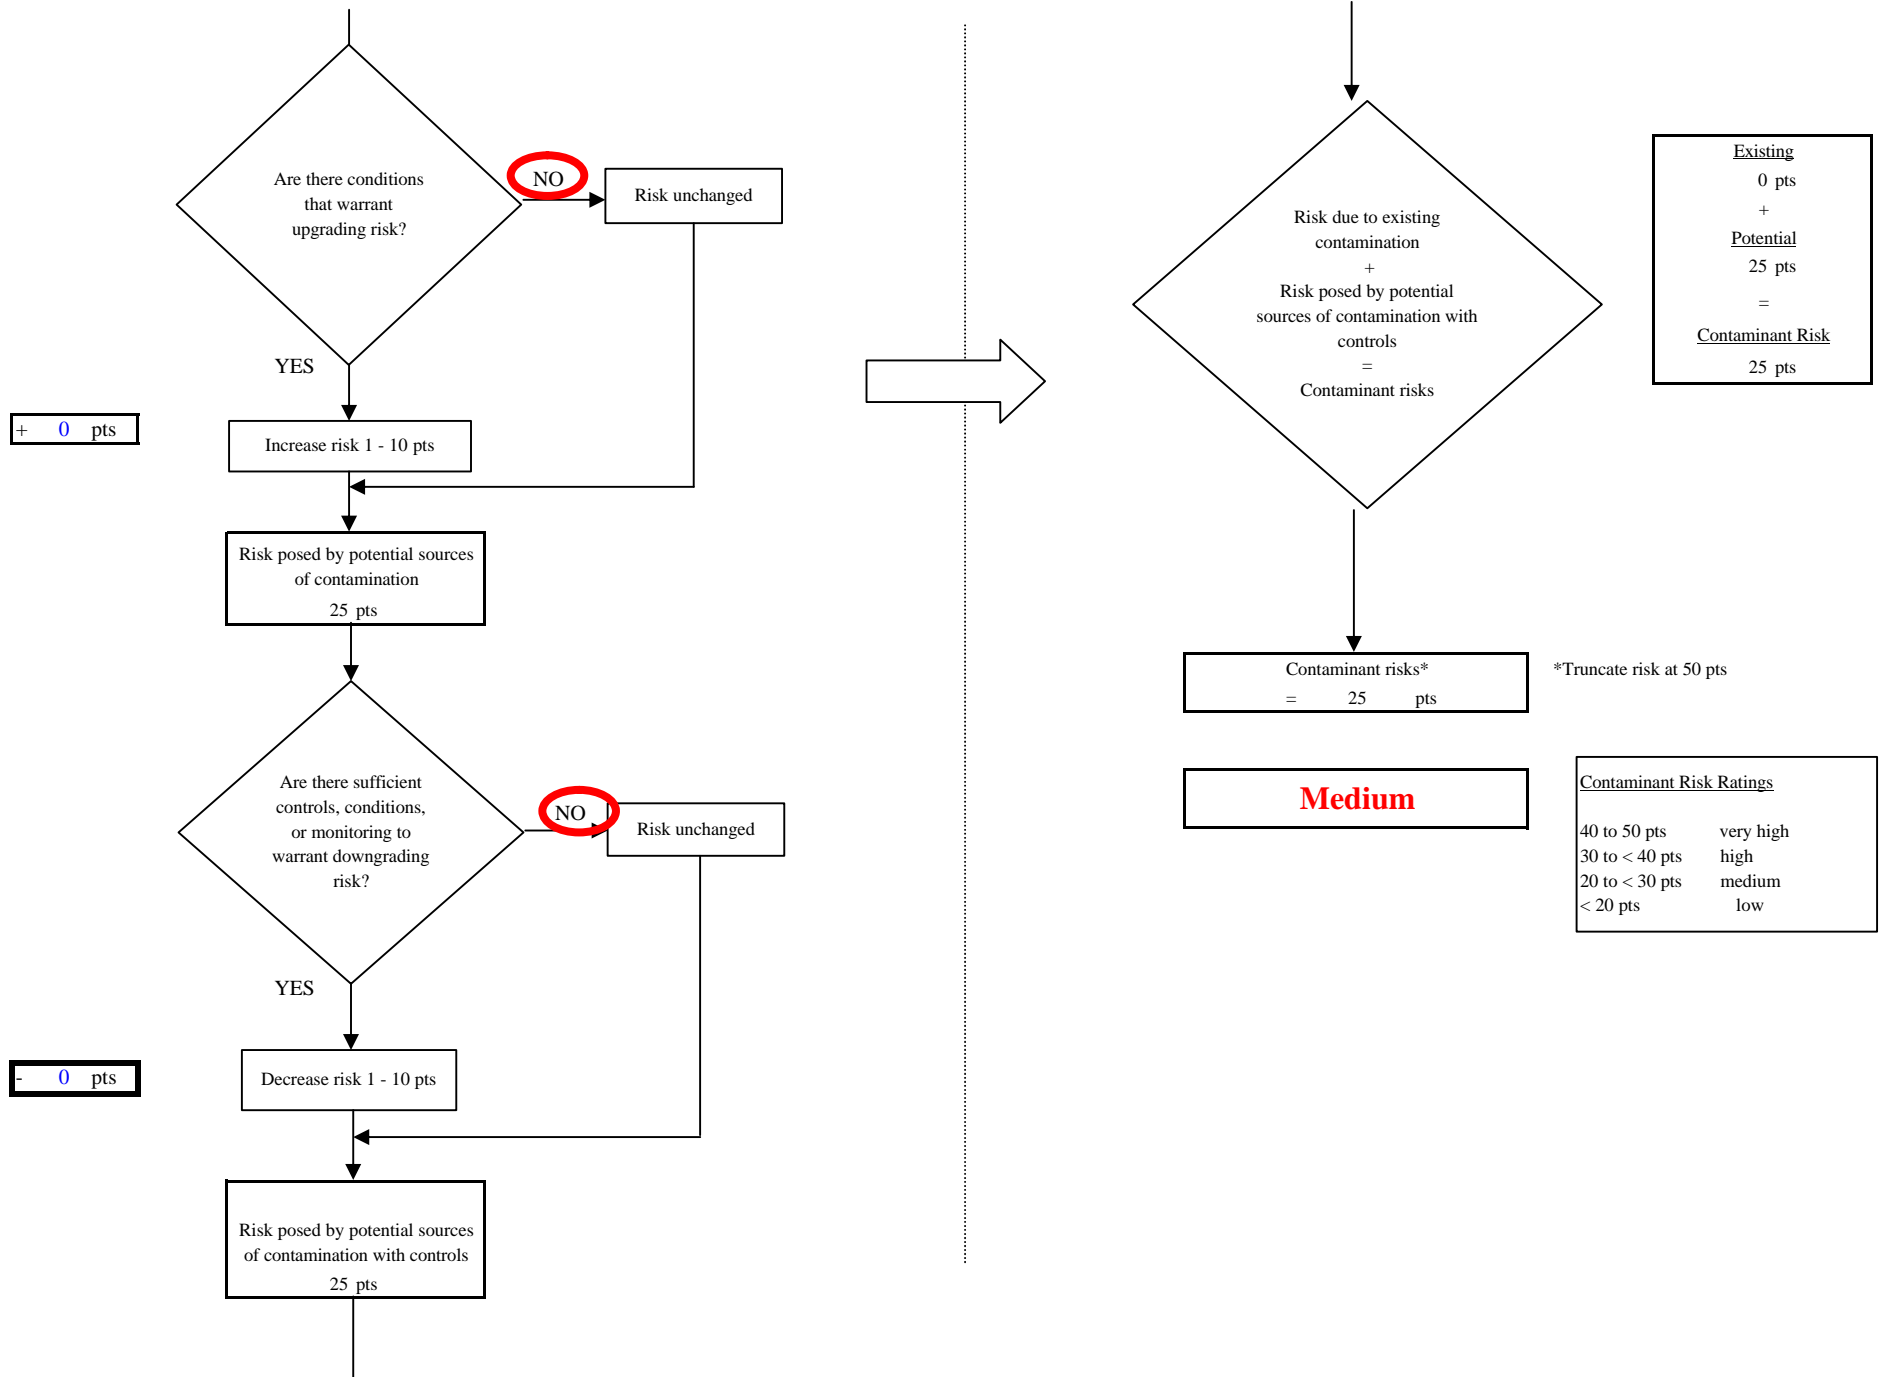 Are there conditions
that warrant
upgrading risk?
NO
Risk unchanged
YES
+ 0 pts
Increase risk 1 - 10 pts
Risk posed by potential sources
of contamination
25 pts
Are there sufficient
controls, conditions,
or monitoring to
warrant downgrading
risk?
NO
Risk unchanged
YES
- 0 pts
Decrease risk 1 - 10 pts
Risk posed by potential sources
of contamination with controls
25 pts
Risk due to existing
contamination
+
Risk posed by potential
sources of contamination with
controls
=
Contaminant risks
Existing
0 pts
+
Potential
25 pts
=
Contaminant Risk
25 pts
Contaminant risks*
= 25 pts
*Truncate risk at 50 pts
Medium
Contaminant Risk Ratings
40 to 50 pts very high
30 to < 40 pts high
20 to < 30 pts medium
< 20 pts low